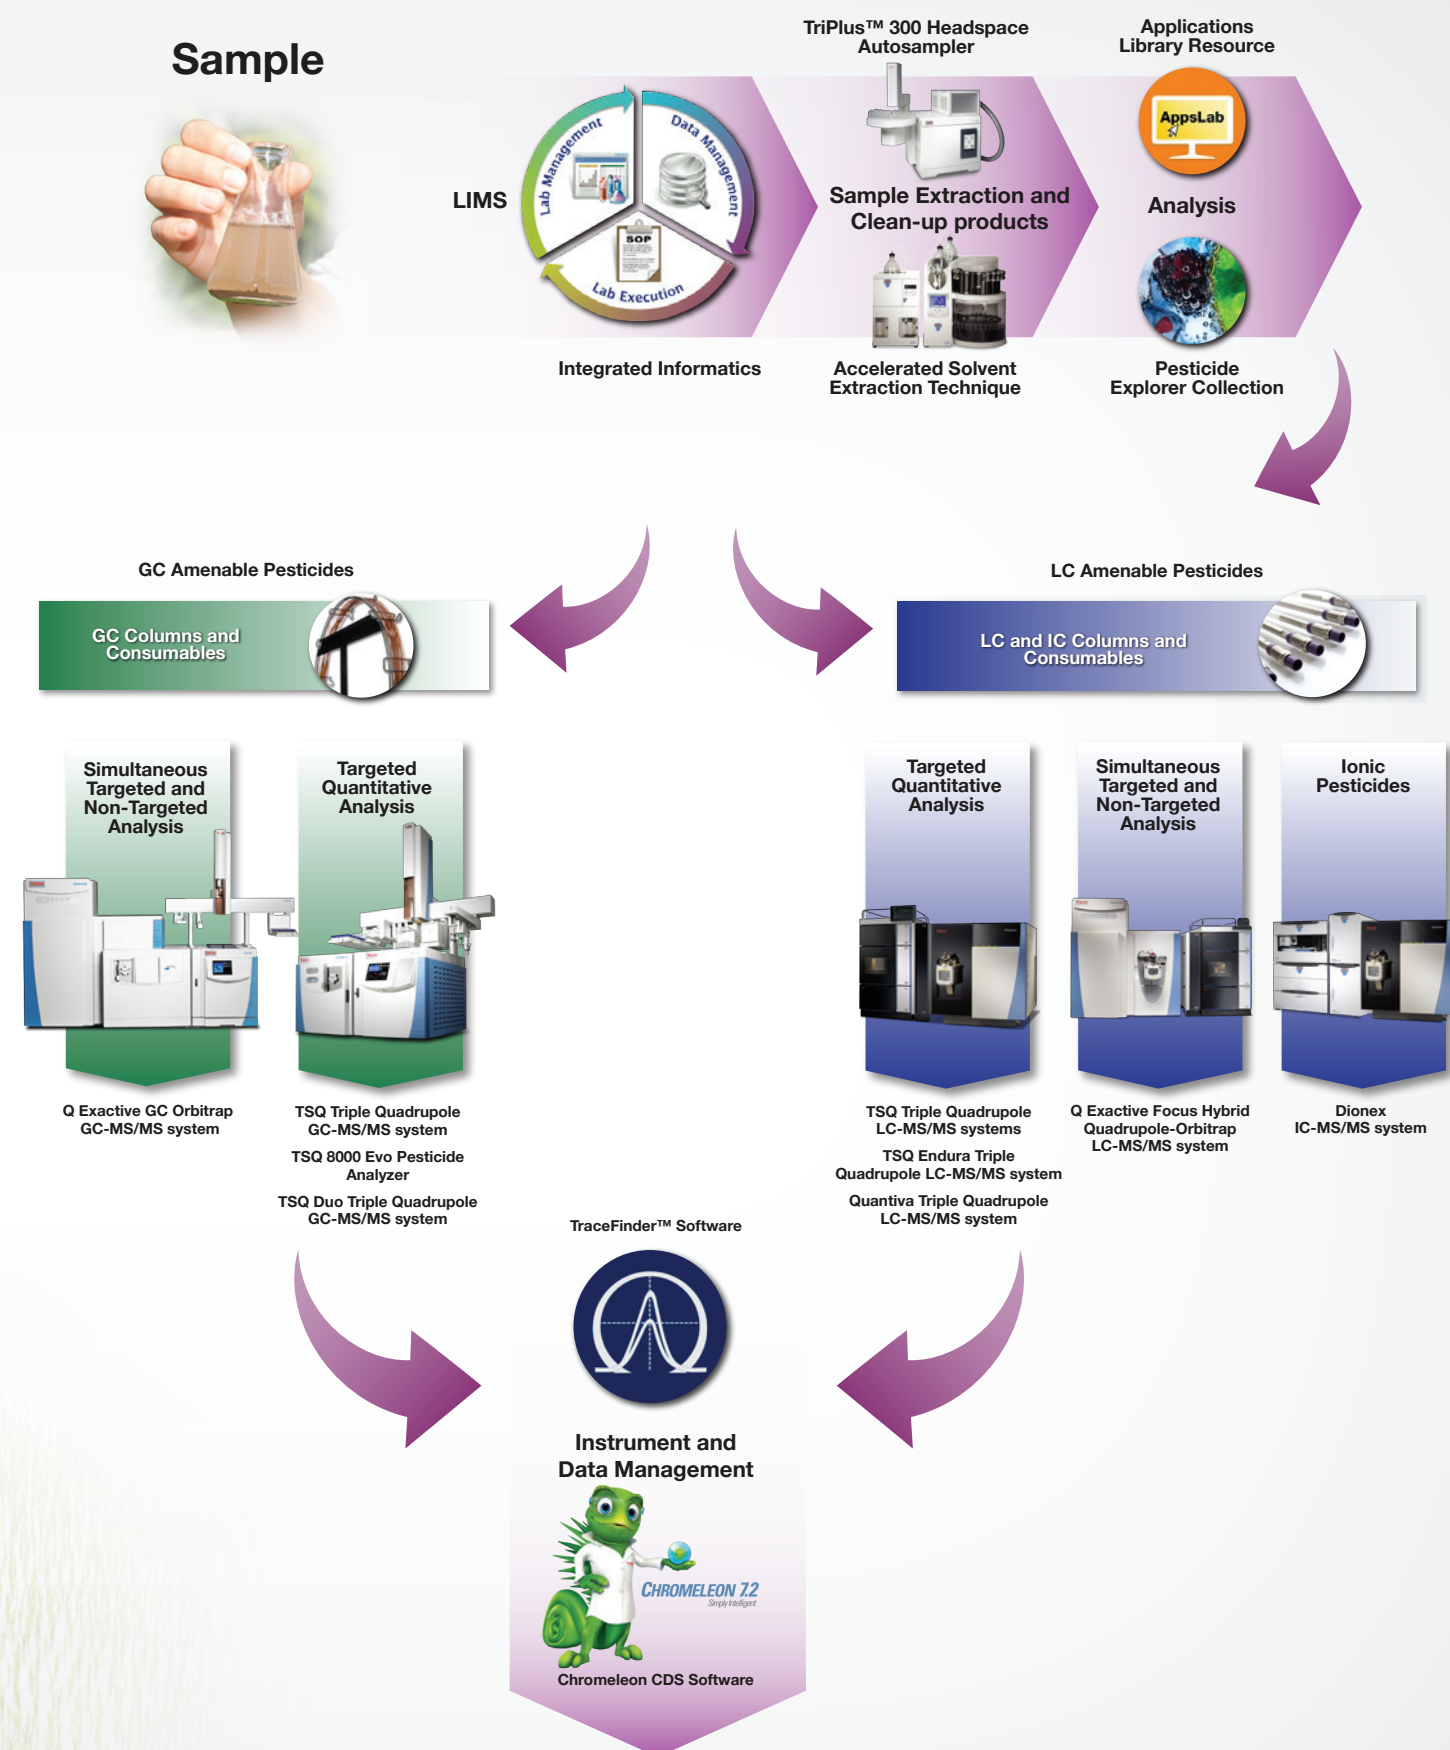 Sample
LIMS
Lab Management
Data Management
SOP
Lab Execution
Integrated Informatics
TriPlus™ 300 Headspace
Autosampler
Sample Extraction and
Clean-up products
Accelerated Solvent
Extraction Technique
Applications
Library Resource
AppsLab
Analysis
Pesticide
Explorer Collection
GC Amenable Pesticides
GC Columns and
Consumables
LC Amenable Pesticides
LC and IC Columns and
Consumables
Simultaneous
Targeted and
Non-Targeted
Analysis
Q Exactive GC Orbitrap
GC-MS/MS system
Targeted
Quantitative
Analysis
TSQ Triple Quadrupole
GC-MS/MS system
TSQ 8000 Evo Pesticide
Analyzer
TSQ Duo Triple Quadrupole
GC-MS/MS system
Targeted
Quantitative
Analysis
TSQ Triple Quadrupole
LC-MS/MS systems
TSQ Endura Triple
Quadrupole LC-MS/MS system
Quantiva Triple Quadrupole
LC-MS/MS system
Simultaneous
Targeted and
Non-Targeted
Analysis
Q Exactive Focus Hybrid
Quadrupole-Orbitrap
LC-MS/MS system
Ionic
Pesticides
Dionex
IC-MS/MS system
TraceFinder™ Software
Instrument and
Data Management
CHROMELEON 7.2
Simply Intelligent
Chromeleon CDS Software